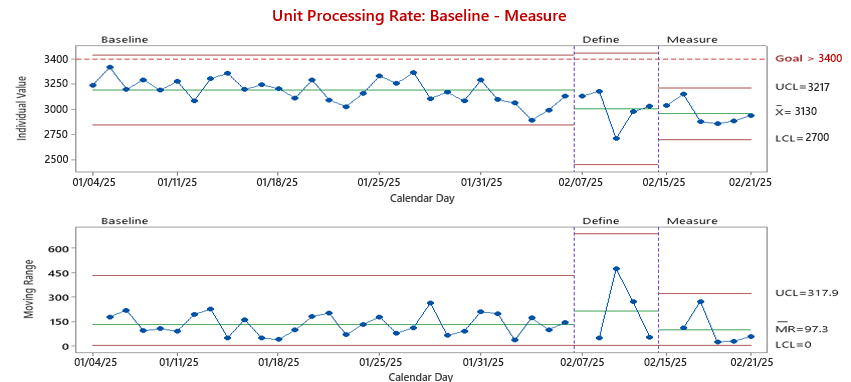 Unit Processing Rate: Baseline - Measure
Baseline Define Measure
3400
3250
3000
2750
2500
Individual Value
Goal > 3400
UCL=3217
X̄= 3130
LCL=2700
01/04/25 01/11/25 01/18/25 01/25/25 01/31/25 02/07/25 02/15/25 02/21/25
Calendar Day
Baseline Define Measure
600
450
300
150
0
Moving Range
UCL=317.9
M̅R̅=97.3
LCL=0
01/04/25 01/11/25 01/18/25 01/25/25 01/31/25 02/07/25 02/15/25 02/21/25
Calendar Day